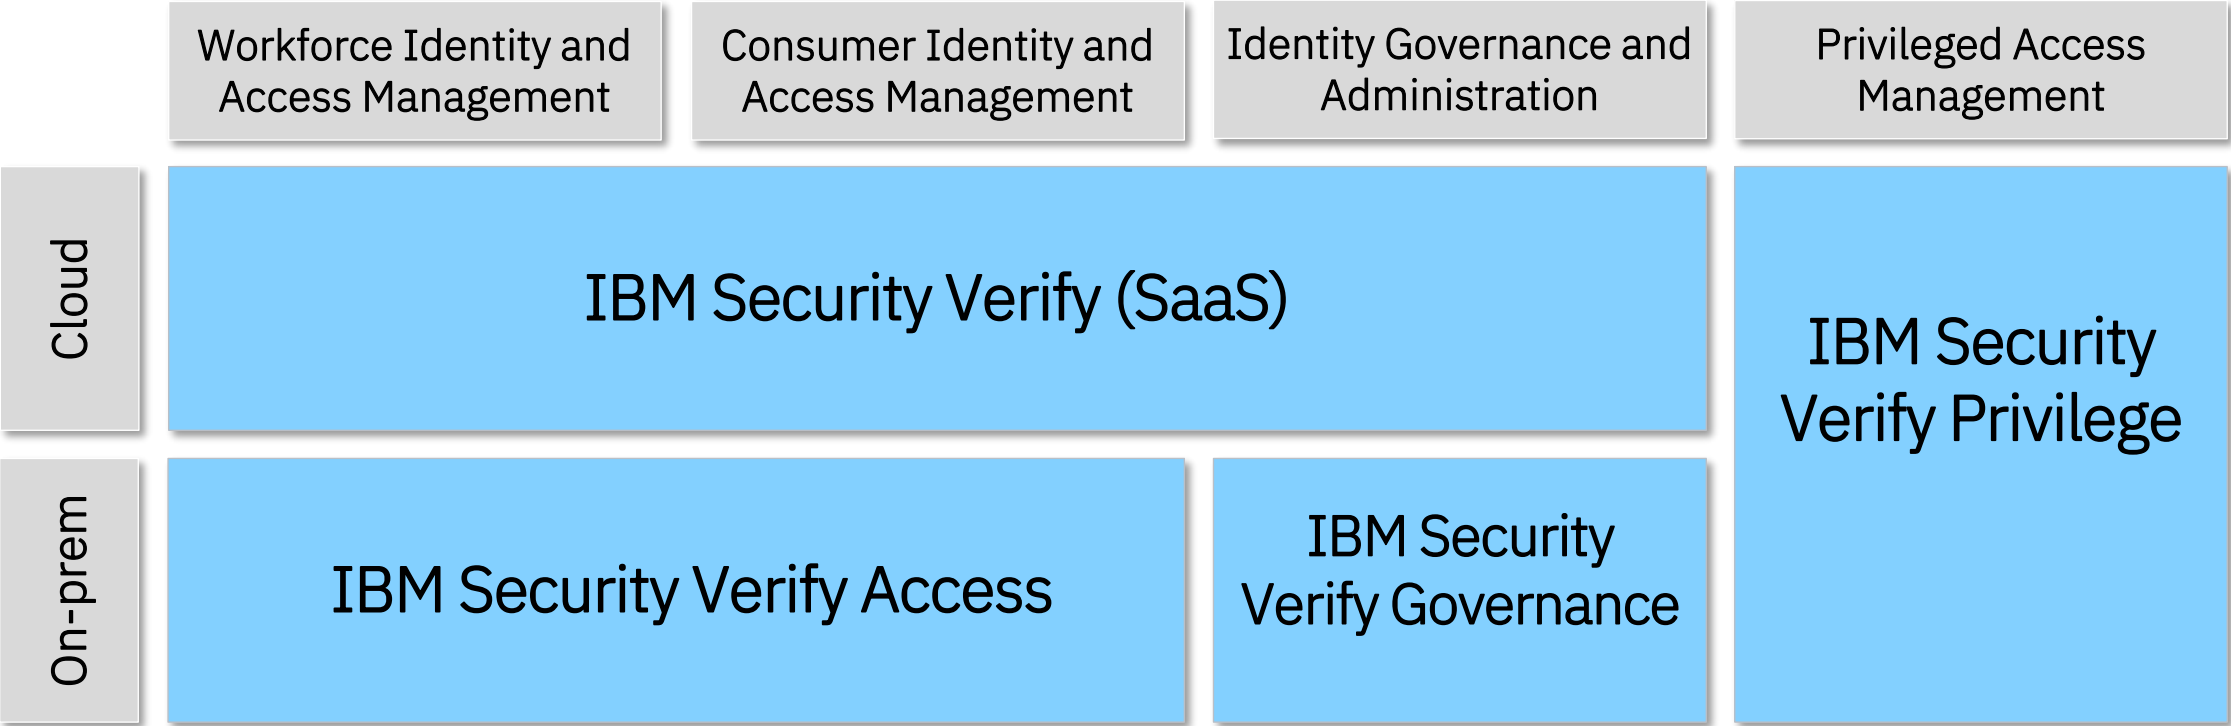 Workforce Identity and
Access Management
Consumer Identity and
Access Management
Identity Governance and
Administration
Privileged Access
Management
Cloud
IBM Security Verify (SaaS)
IBM Security
Verify Privilege
On-prem
IBM Security Verify Access
IBM Security
Verify Governance